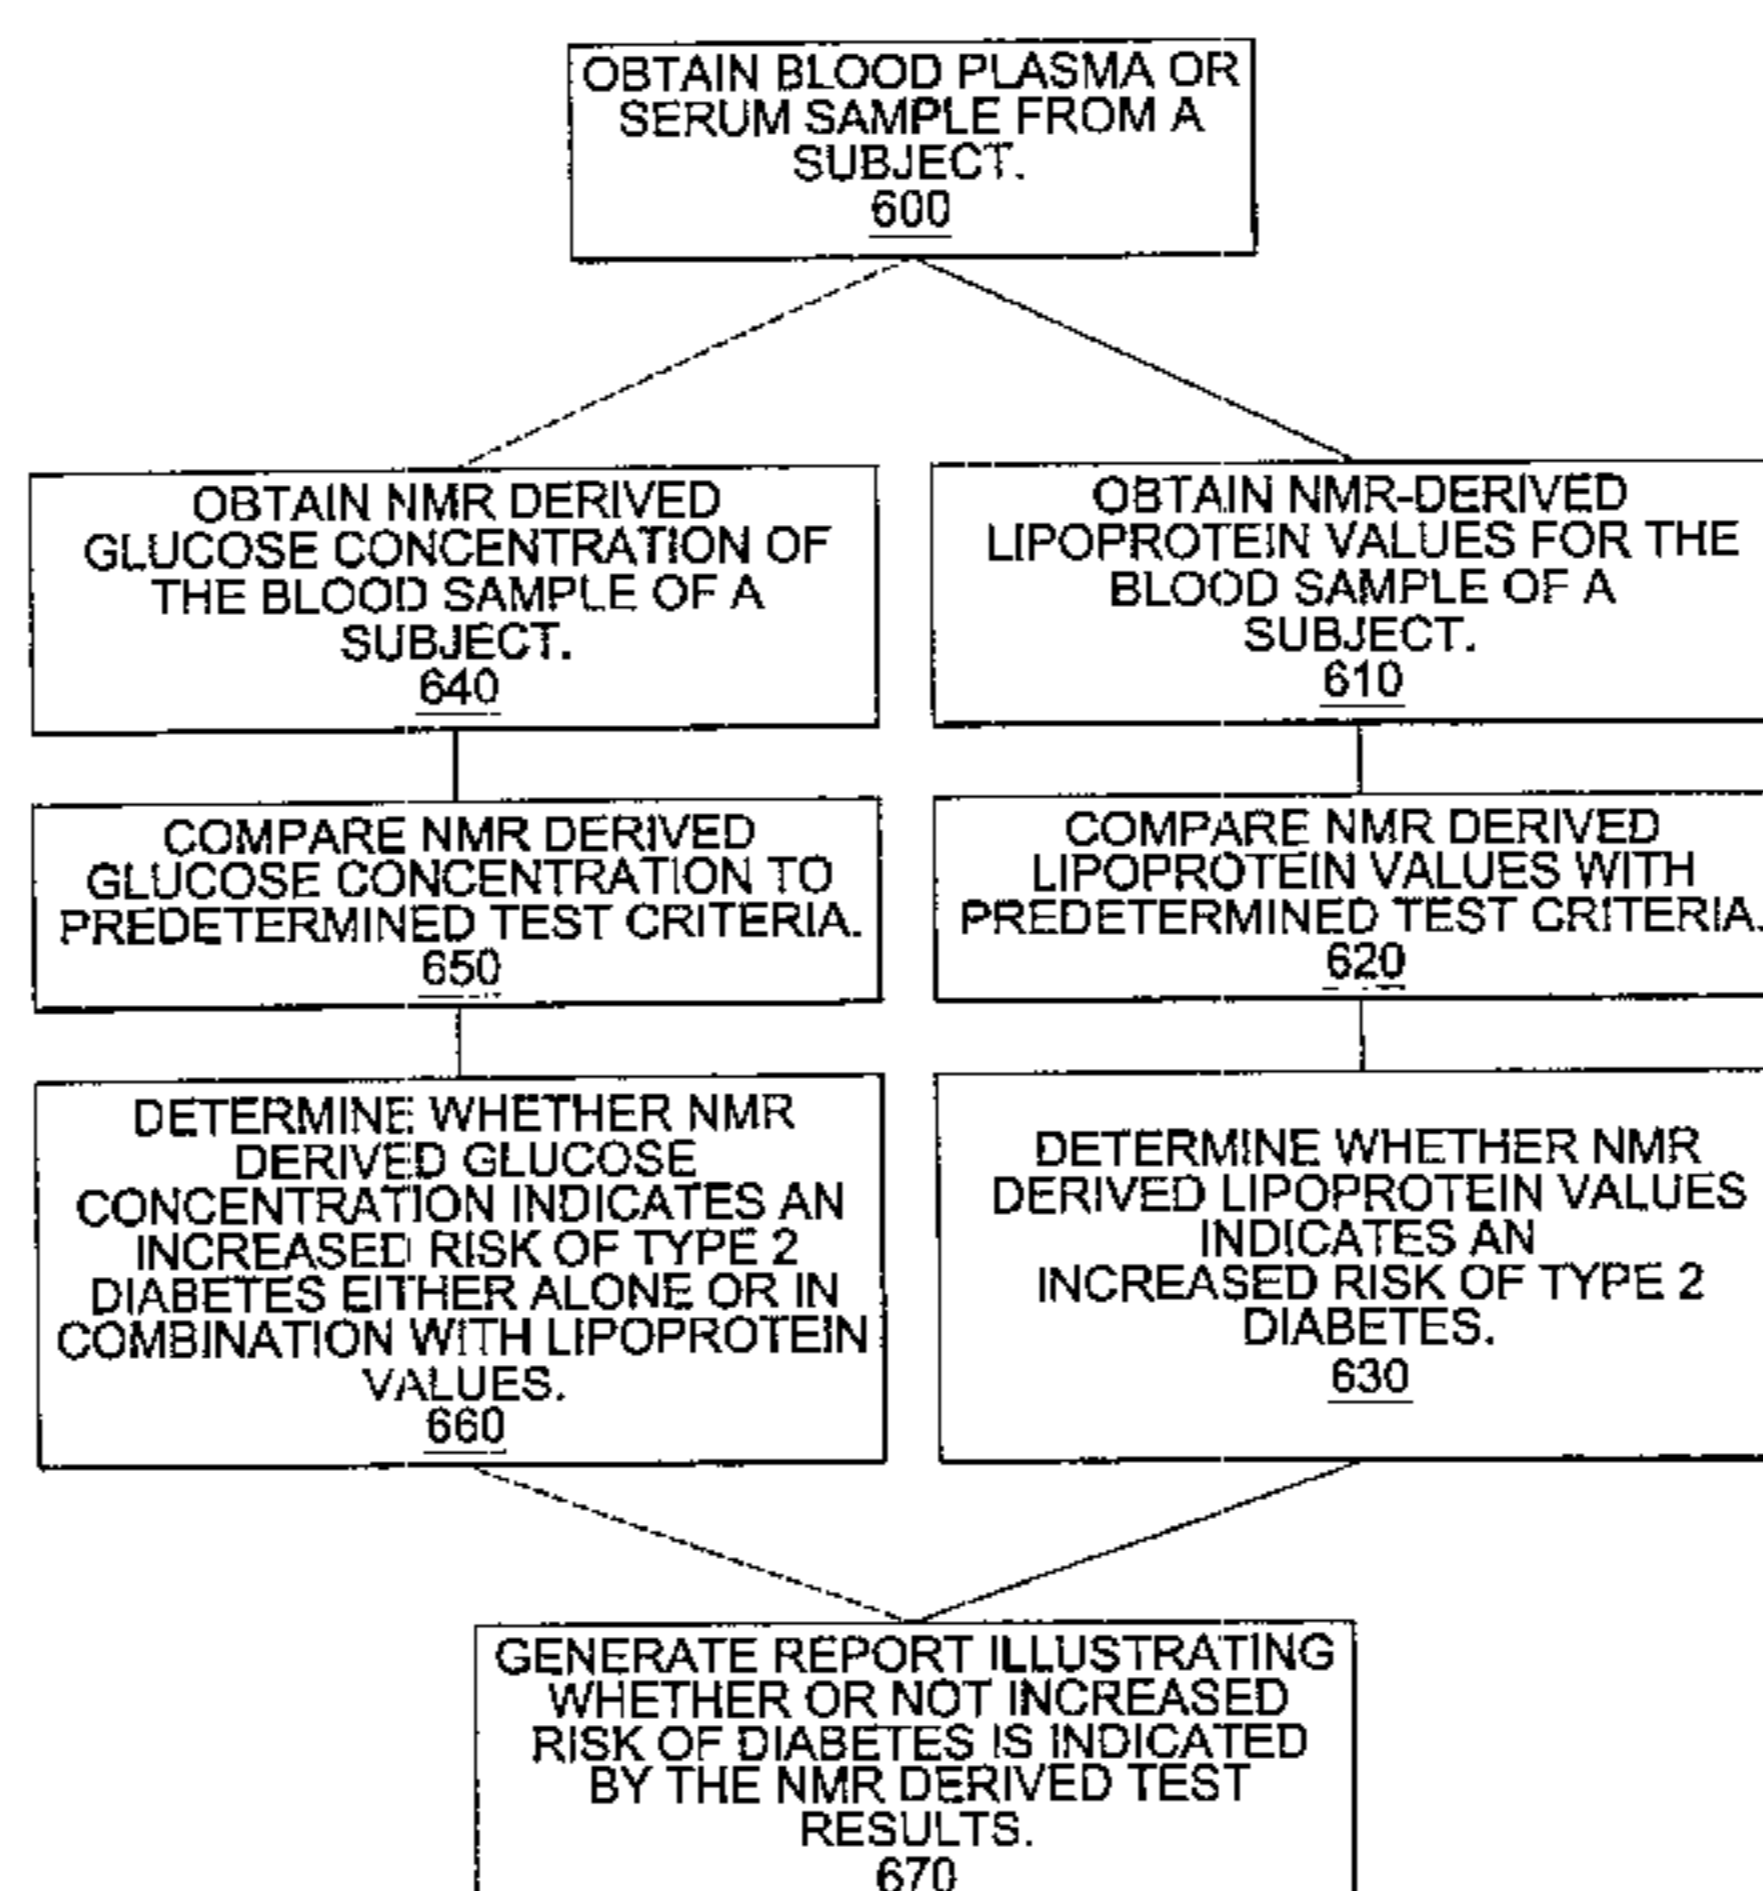 OBTAIN BLOOD PLASMA OR
SERUM SAMPLE FROM A
SUBJECT.
600
OBTAIN NMR DERIVED
GLUCOSE CONCENTRATION OF
THE BLOOD SAMPLE OF A
SUBJECT.
640
OBTAIN NMR-DERIVED
LIPOPROTEIN VALUES FOR THE
BLOOD SAMPLE OF A
SUBJECT.
610
COMPARE NMR DERIVED
GLUCOSE CONCENTRATION TO
PREDETERMINED TEST CRITERIA.
650
COMPARE NMR DERIVED
LIPOPROTEIN VALUES WITH
PREDETERMINED TEST CRITERIA.
620
DETERMINE WHETHER NMR
DERIVED GLUCOSE
CONCENTRATION INDICATES AN
INCREASED RISK OF TYPE 2
DIABETES EITHER ALONE OR IN
COMBINATION WITH LIPOPROTEIN
VALUES.
660
DETERMINE WHETHER NMR
DERIVED LIPOPROTEIN VALUES
INDICATES AN
INCREASED RISK OF TYPE 2
DIABETES.
630
GENERATE REPORT ILLUSTRATING
WHETHER OR NOT INCREASED
RISK OF DIABETES IS INDICATED
BY THE NMR DERIVED TEST
RESULTS.
670